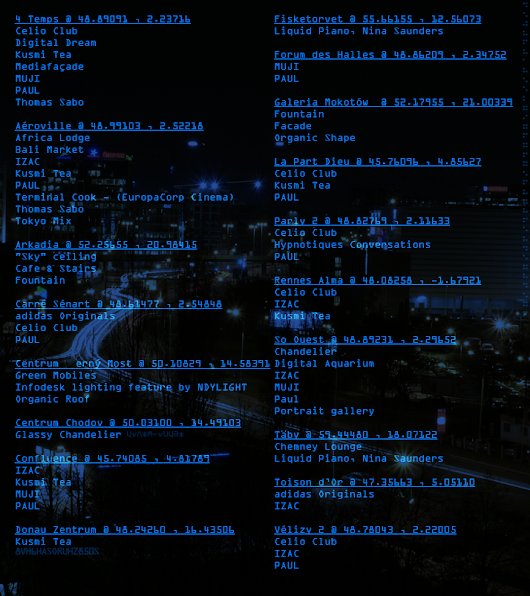 4 Temps @ 48.89091 , 2.23716
Celio Club
Digital Dream
Kusmi Tea
Mediafaçade
MUJI
PAUL
Thomas Sabo
Aéroville @ 48.99103 , 2.52218
Africa Lodge
Bali Market
IZAC
Kusmi Tea
PAUL
Terminal Cook - (EuropaCorp Cinema)
Thomas Sabo
Tokyo Mix
Arkadia @ 52.25655 , 20.98415
"Sky" ceiling
Cafe & Stairs
Fountain
Carré Sénart @ 48.61477 , 2.54848
adidas Originals
Celio Club
PAUL
Centrum erný Most @ 50.10829 , 14.58391
Green Mobiles
Infodesk lighting feature by NDYLIGHT
Organic Roof
Centrum Chodov @ 50.03100 , 14.49103
Glassy Chandelier
Confluence @ 45.74085 , 4.81789
IZAC
Kusmi Tea
MUJI
PAUL
Donau Zentrum @ 48.24260 , 16.43506
Kusmi Tea
Fisketorvet @ 55.66155 , 12.56073
Liquid Piano, Nina Saunders
Forum des Halles @ 48.86209 , 2.34752
MUJI
PAUL
Galeria Mokotów @ 52.17955 , 21.00339
Fountain
Facade
Organic Shape
La Part Dieu @ 45.76096 , 4.85627
Celio Club
Kusmi Tea
PAUL
Parly 2 @ 48.82769 , 2.11633
Celio Club
Hypnotiques Conversations
PAUL
Rennes Alma @ 48.08258 , -1.67921
Celio Club
IZAC
Kusmi Tea
So Ouest @ 48.89231 , 2.29652
Chandelier
Digital Aquarium
IZAC
MUJI
Paul
Portrait gallery
Täby @ 59.44480 , 18.07122
Chemney Lounge
Liquid Piano, Nina Saunders
Toison d'Or @ 47.35663 , 5.05110
adidas Originals
IZAC
Vélizy 2 @ 48.78043 , 2.22005
Celio Club
IZAC
PAUL